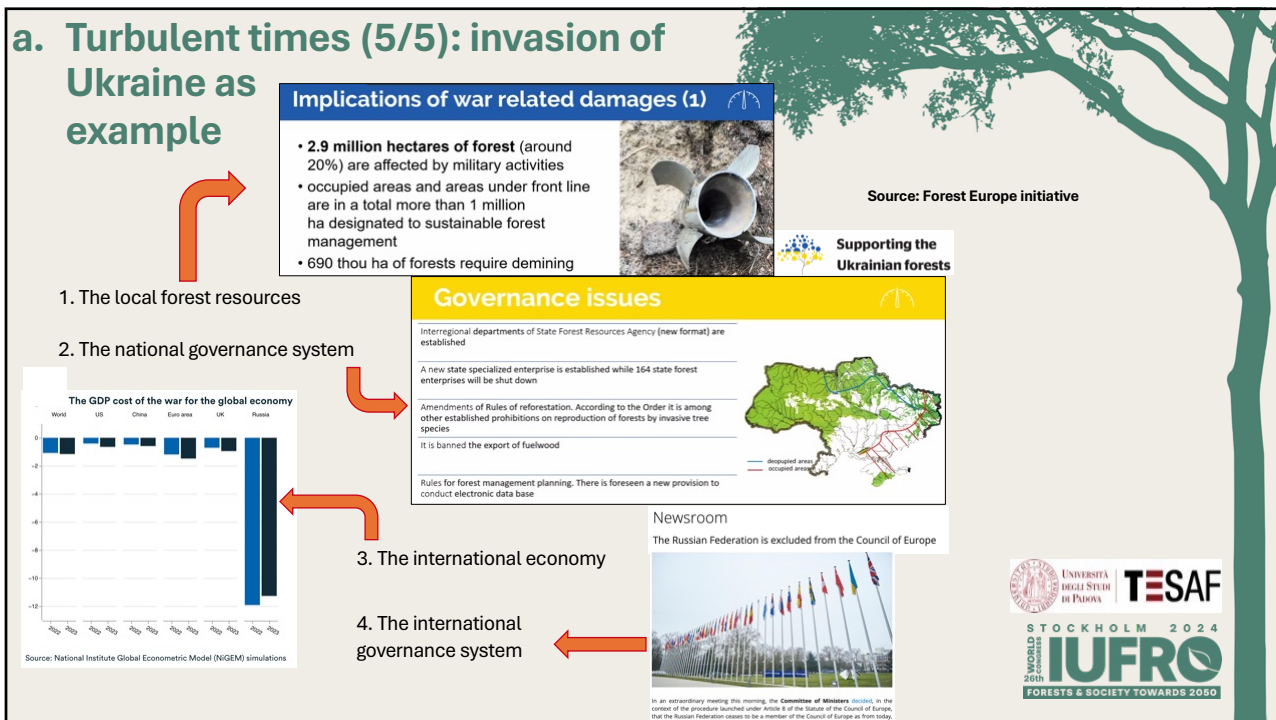 a. Turbulent times (5/5): invasion of
Ukraine as
example
Implications of war related damages (1)
• 2.9 million hectares of forest (around
20%) are affected by military activities
• occupied areas and areas under front line
are in a total more than 1 million
ha designated to sustainable forest
management
• 690 thou ha of forests require demining
Source: Forest Europe initiative
Supporting the
Ukrainian forests
1. The local forest resources
2. The national governance system
Governance issues
Interregional departments of State Forest Resources Agency (new format) are
established
A new state specialized enterprise is established while 164 state forest
enterprises will be shut down
Amendments of Rules of reforestation. According to the Order it is among
other established prohibitions on reproduction of forests by invasive tree
species
It is banned the export of fuelwood
Rules for forest management planning. There is foreseen a new provision to
conduct electronic data base
deopupied areas
occupied areas
The GDP cost of the war for the global economy
World US China Euro area UK Russia
0
−2
−4
−6
−8
−10
−12
2022 2023 2022 2023 2022 2023 2022 2023 2022 2023 2022 2023
Source: National Institute Global Econometric Model (NiGEM) simulations
3. The international economy
4. The international
governance system
Newsroom
The Russian Federation is excluded from the Council of Europe
In an extraordinary meeting this morning, the Committee of Ministers decided, in the
context of the procedure launched under Article 8 of the Statute of the Council of Europe,
that the Russian Federation ceases to be a member of the Council of Europe as from today,
UNIVERSITÀ
DEGLI STUDI
DI PADOVA
TESAF
STOCKHOLM 2024
26th WORLD CONGRESS
IUFRO
FORESTS & SOCIETY TOWARDS 2050